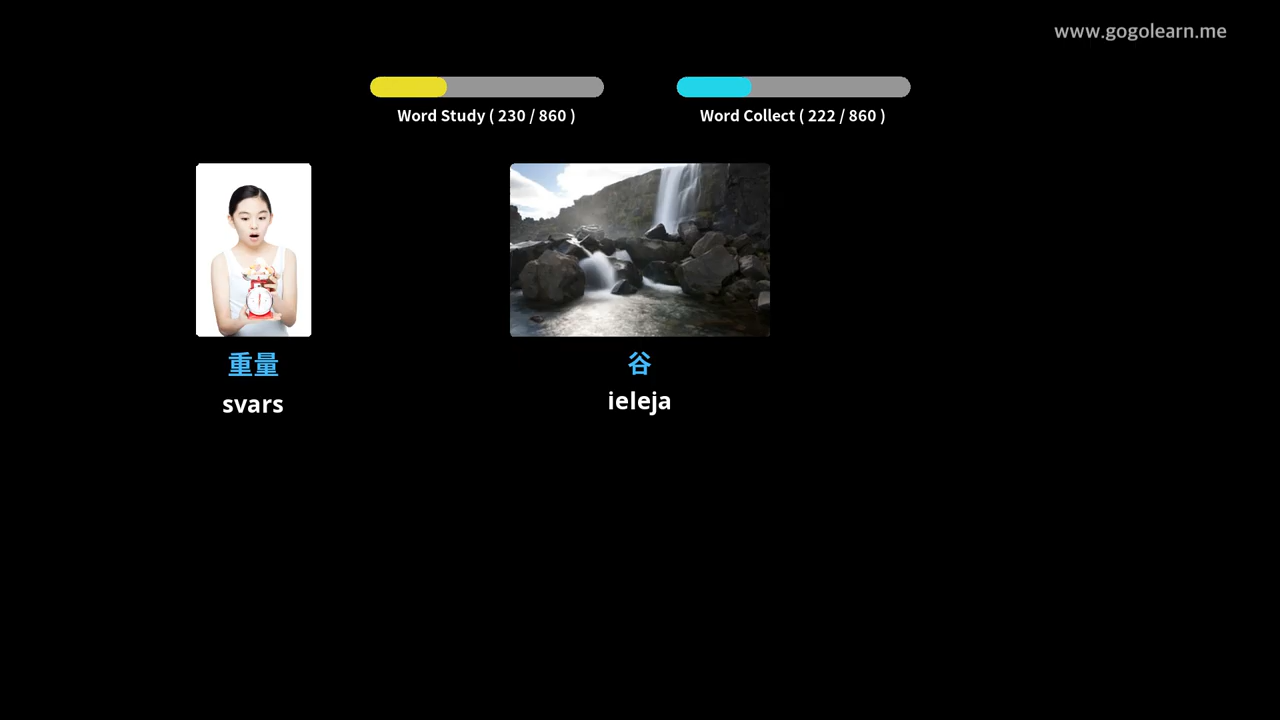 www.gogolearn.me
Word Study ( 230 / 860 )
Word Collect ( 222 / 860 )
重量
svars
谷
ieleja